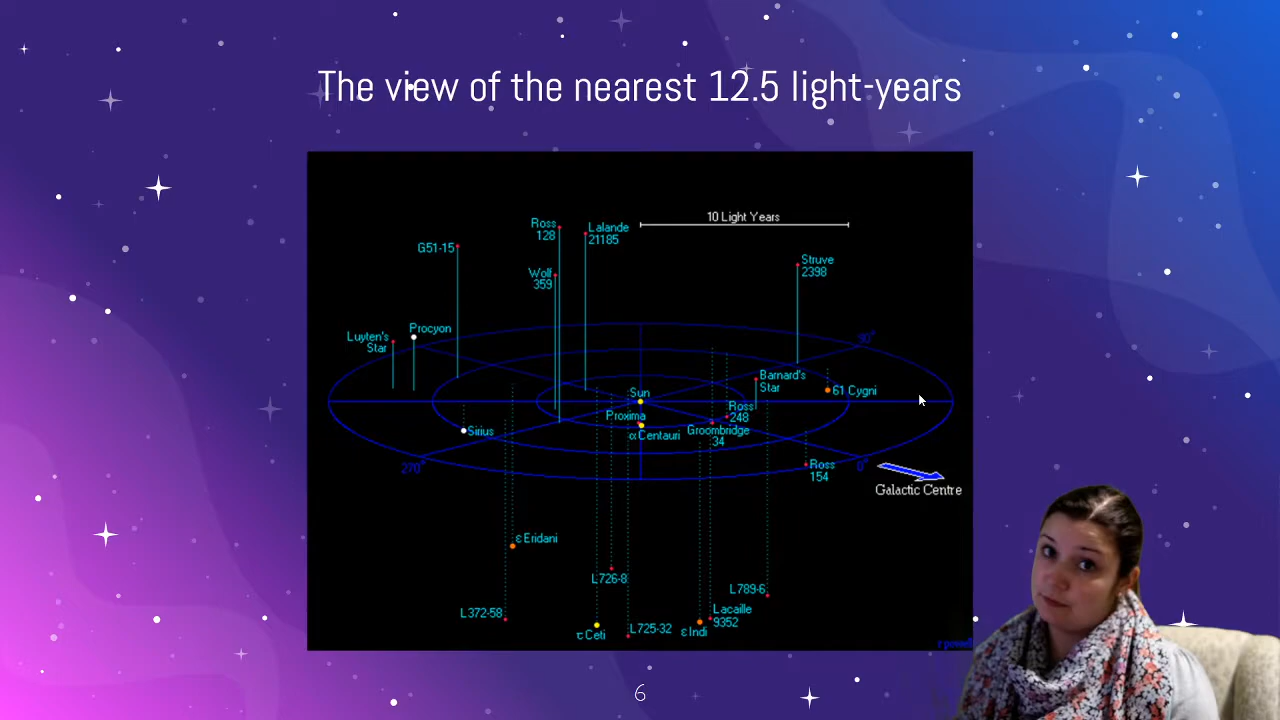 The view of the nearest 12.5 light-years
10 Light Years
Ross
128
Lalande
21185
G51-15
Wolf
359
Struve
2398
Procyon
Luyten's
Star
90°
Barnard's
Star
61 Cygni
Sun
Ross
248
Proxima
Groombridge
34
α Centauri
Sirius
270°
0°
Ross
154
Galactic Centre
ε Eridani
L726-8
L789-6
L372-58
Lacaille
9352
τ Ceti
L725-32
ε Indi
6